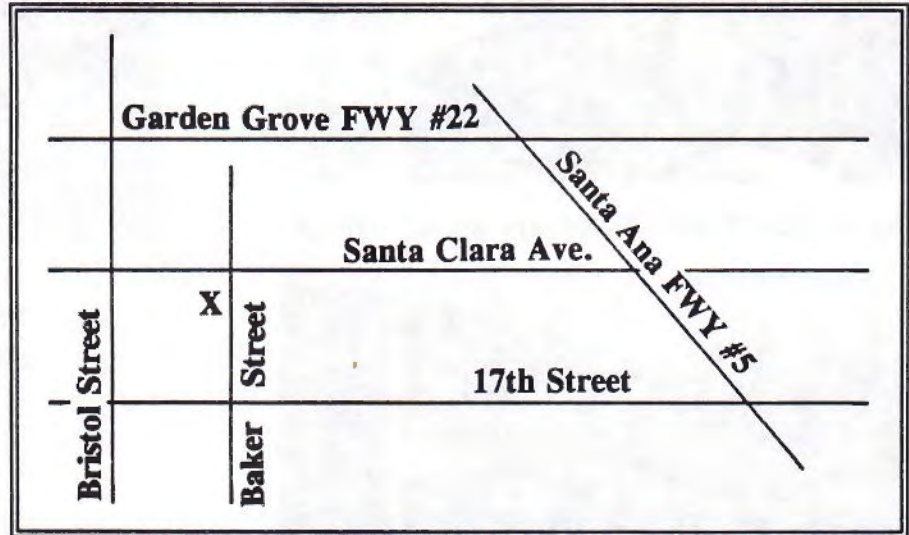 Garden Grove FWY #22
Santa Ana FWY #5
Santa Clara Ave.
X
Bristol Street
Baker Street
17th Street